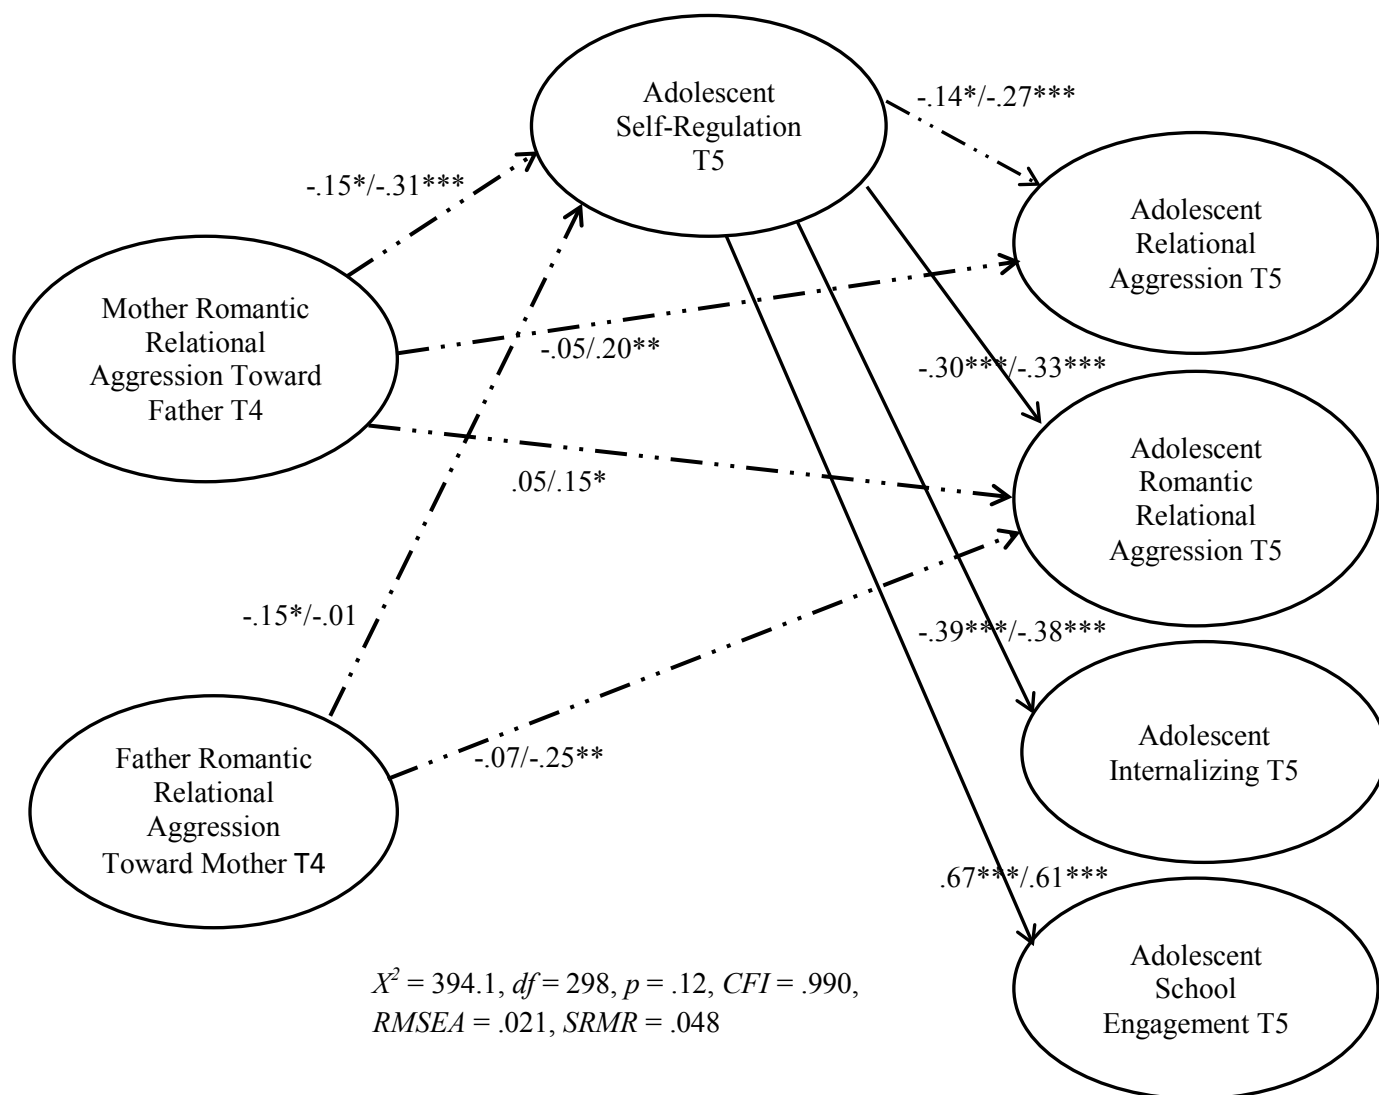 Adolescent
Self-Regulation
T5
-.14*/-.27***
-.15*/-.31***
Adolescent
Relational
Aggression T5
Mother Romantic
Relational
Aggression Toward
Father T4
-.05/.20**
-.30***/-.33***
.05/.15*
Adolescent
Romantic
Relational
Aggression T5
-.15*/-.01
-.39***/-.38***
-.07/-.25**
Adolescent
Internalizing T5
Father Romantic
Relational
Aggression
Toward Mother T4
.67***/.61***
Adolescent
School
Engagement T5
X² = 394.1, df = 298, p = .12, CFI = .990,
RMSEA = .021, SRMR = .048